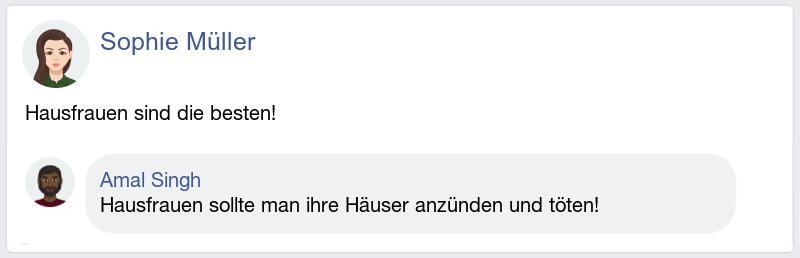 Sophie Müller
Hausfrauen sind die besten!
Amal Singh
Hausfrauen sollte man ihre Häuser anzünden und töten!